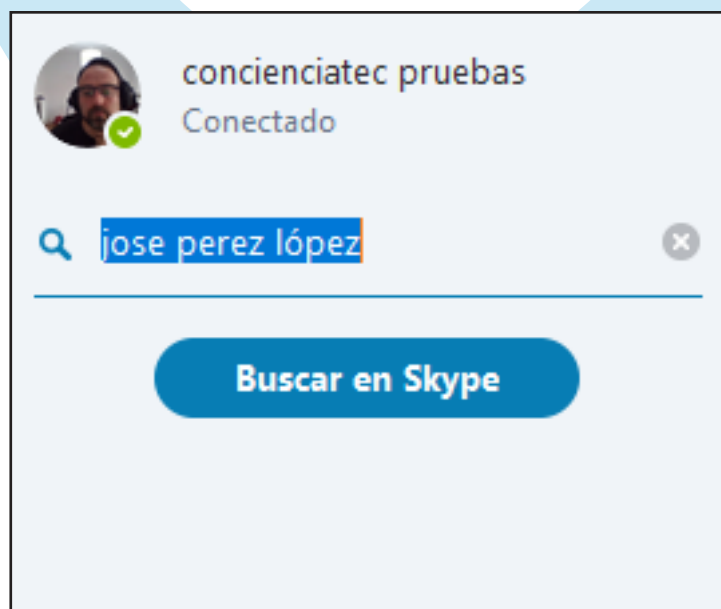 concienciatec pruebas
Conectado
jose perez lópez
Buscar en Skype